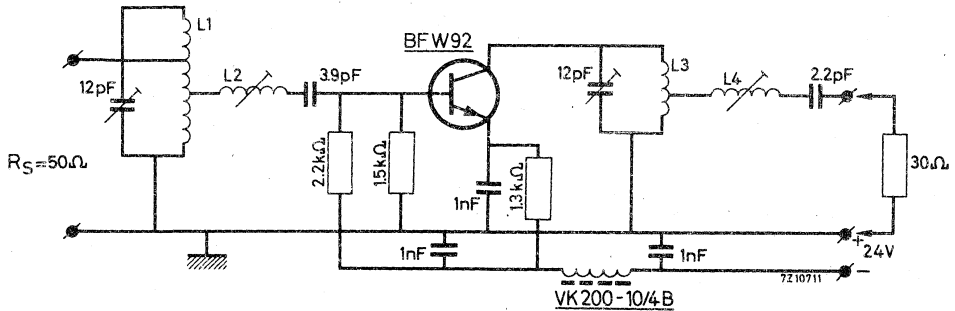 L1
BFW92
12pF
L2
3.9pF
12pF
L3
L4
2.2pF
RS=50Ω
2.2kΩ
1.5kΩ
1nF
1.3kΩ
30Ω
1nF
1nF
+
24V
-
7Z10711
VK200-10/4B